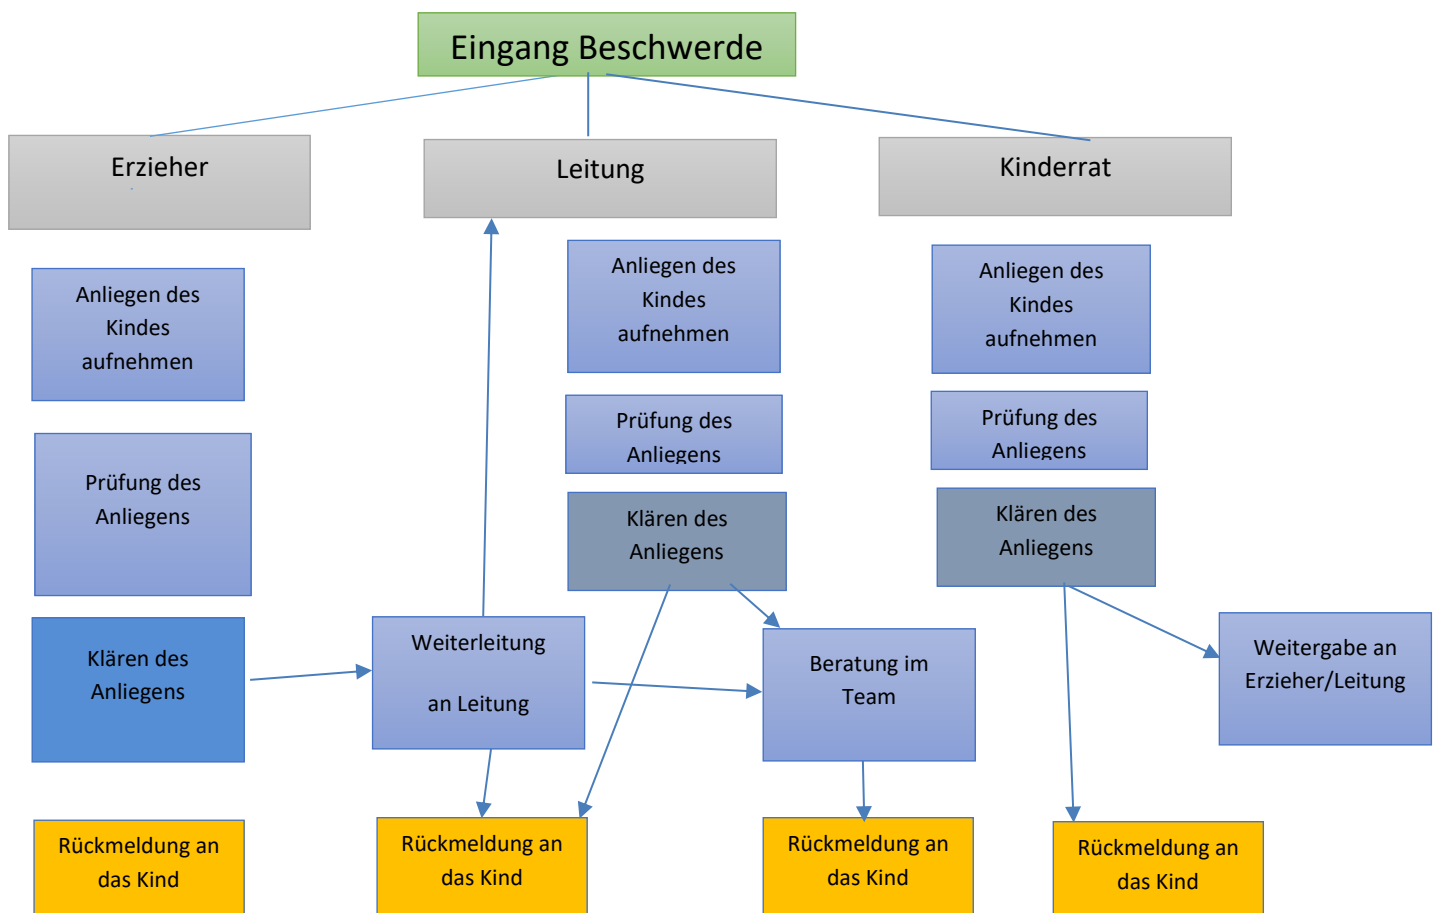 Eingang Beschwerde
Erzieher
Leitung
Kinderrat
Anliegen des
Kindes
aufnehmen
Anliegen des
Kindes
aufnehmen
Anliegen des
Kindes
aufnehmen
Prüfung des
Anliegens
Prüfung des
Anliegens
Prüfung des
Anliegens
Klären des
Anliegens
Klären des
Anliegens
Klären des
Anliegens
Weiterleitung
an Leitung
Beratung im
Team
Weitergabe an
Erzieher/Leitung
Rückmeldung an
das Kind
Rückmeldung an
das Kind
Rückmeldung an
das Kind
Rückmeldung an
das Kind